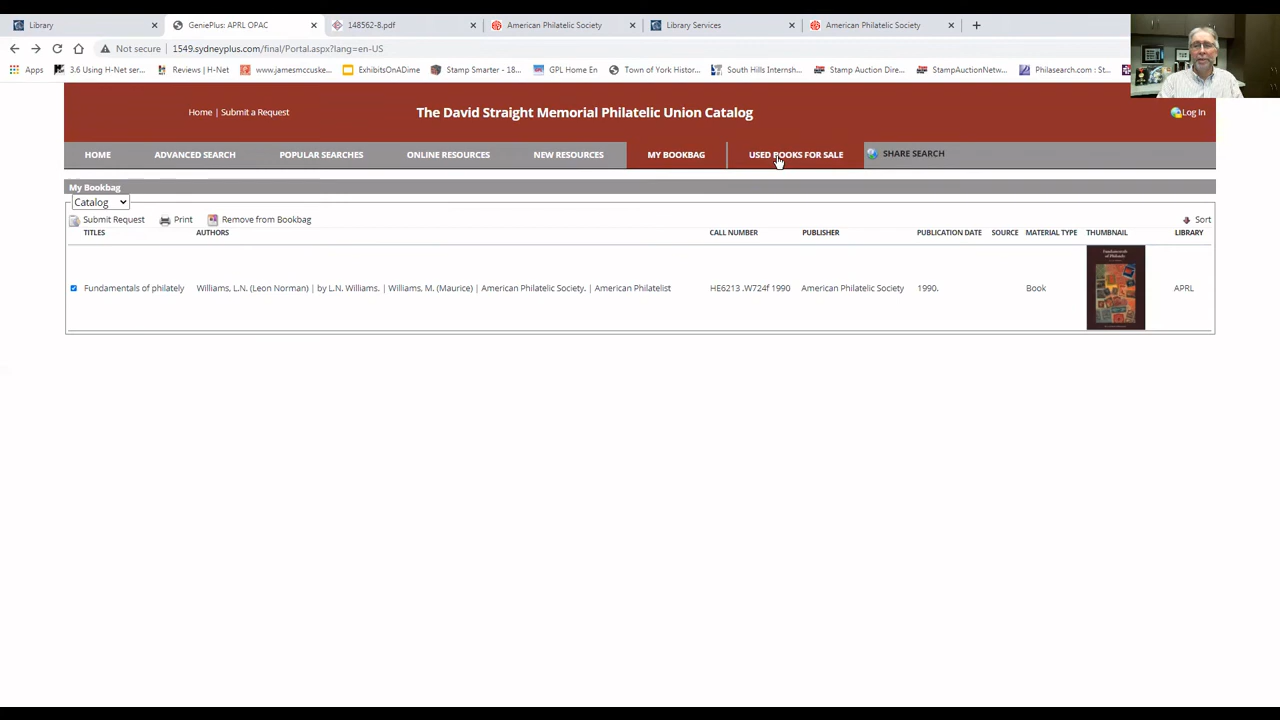 Library
GeniePlus: APRL OPAC
148562-8.pdf
American Philatelic Society
Library Services
American Philatelic Society
Not secure
1549.sydneyplus.com/final/Portal.aspx?lang=en-US
Apps
3.6 Using H-Net ser...
Reviews | H-Net
www.jamesmccuske...
ExhibitsOnADime
Stamp Smarter - 18...
GPL Home En
Town of York Histor...
South Hills Internsh...
Stamp Auction Dire...
StampAuctionNetw...
Philasearch.com : St...
Home | Submit a Request
The David Straight Memorial Philatelic Union Catalog
Log In
HOME
ADVANCED SEARCH
POPULAR SEARCHES
ONLINE RESOURCES
NEW RESOURCES
MY BOOKBAG
USED BOOKS FOR SALE
SHARE SEARCH
My Bookbag
Catalog
Submit Request
Print
Remove from Bookbag
Sort
TITLES AUTHORS CALL NUMBER PUBLISHER PUBLICATION DATE SOURCE MATERIAL TYPE THUMBNAIL LIBRARY
Fundamentals of philately Williams, L.N. (Leon Norman) | by L.N. Williams. | Williams, M. (Maurice) | American Philatelic Society. | American Philatelist HE6213 .W724f 1990 American Philatelic Society 1990. Book APRL
Fundamentals
of Philately